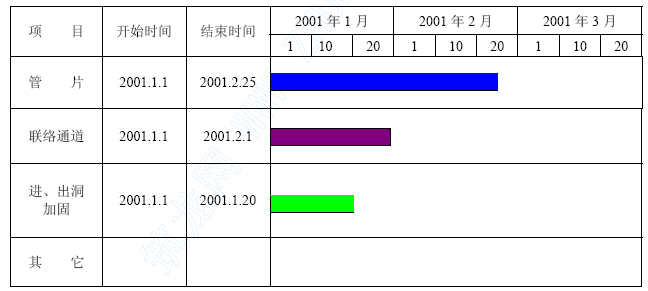 项 目 开始时间 结束时间 2001 年 1 月 2001 年 2 月 2001 年 3 月
1 10 20 1 10 20 1 10 20
管 片 2001.1.1 2001.2.25
联络通道 2001.1.1 2001.2.1
进、出洞
加固 2001.1.1 2001.1.20
其 它
筑龙网